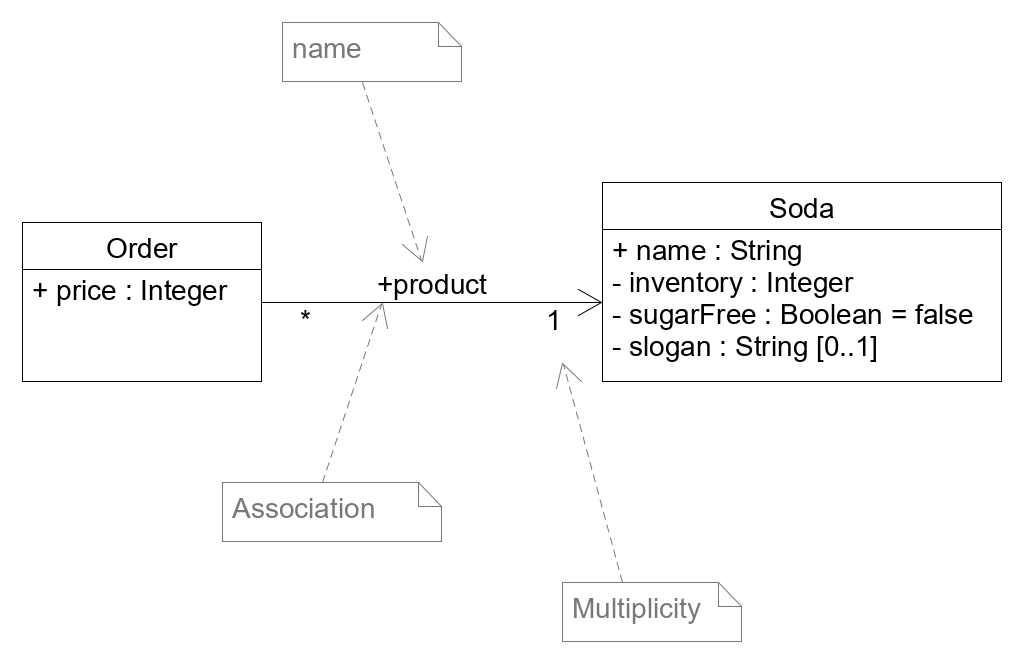 name
Order
+ price : Integer
+product
*
1
Soda
+ name : String
- inventory : Integer
- sugarFree : Boolean = false
- slogan : String [0..1]
Association
Multiplicity